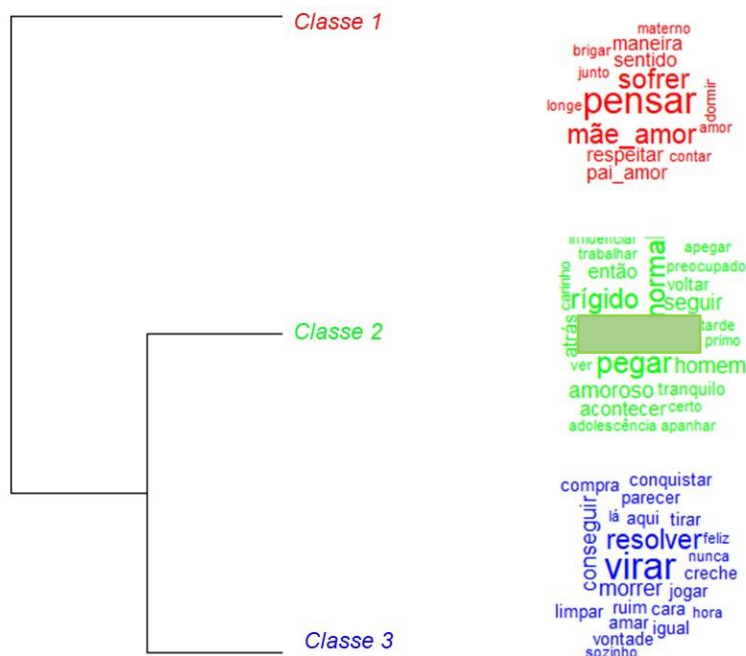 Classe 1
materno
brigar maneira
sentido
junto sofrer
longe pensar dormir
mãe_amor amor
respeitar contar
pai_amor
influenciar
apegar
trabalhar normal
então preocupado
carinho rígido voltar
seguir
Classe 2
atrás tarde
primo
ver pegar homem
amoroso tranquilo
acontecer certo
adolescência apanhar
compra conquistar
parecer
conseguir lá aqui tirar
resolver feliz
virar nunca
creche
morrer jogar
limpar ruim cara hora
amar igual
Classe 3
vontade
sozinho